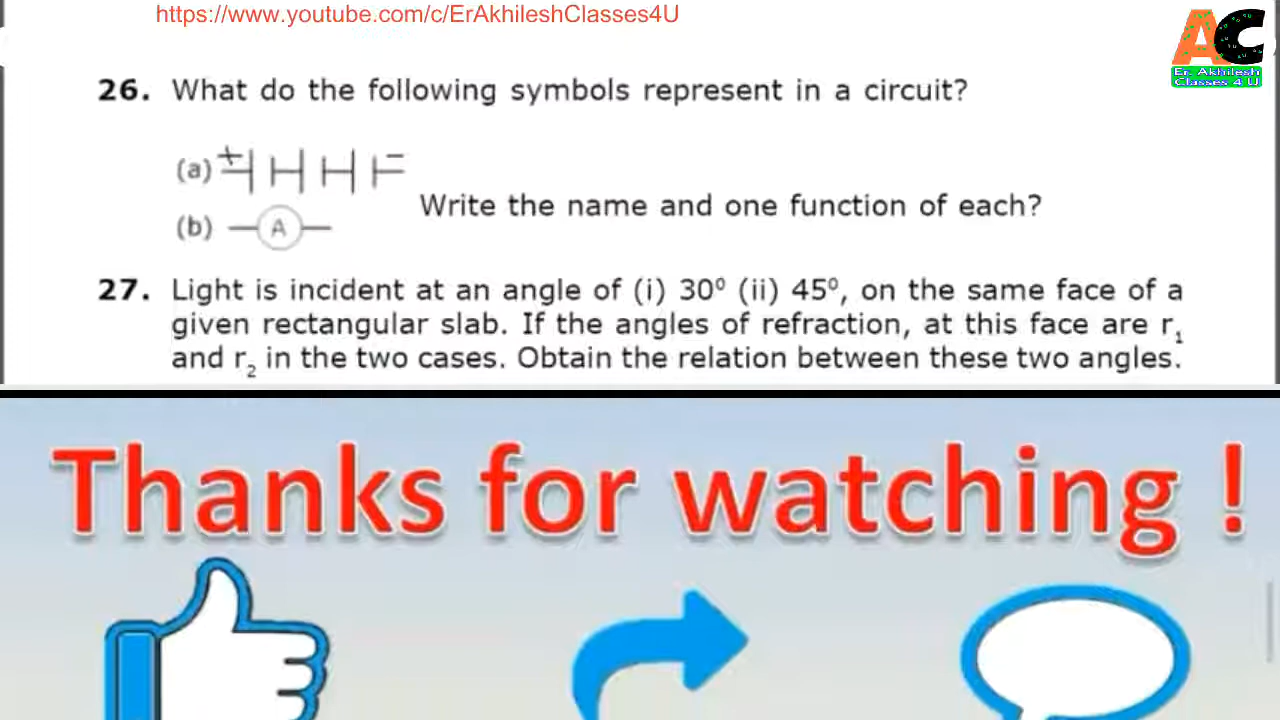 https://www.youtube.com/c/ErAkhileshClasses4U
AC
Er. Akhilesh
Classes 4 U
26. What do the following symbols represent in a circuit?
(a) + −
Write the name and one function of each?
(b) A
27. Light is incident at an angle of (i) 30⁰ (ii) 45⁰, on the same face of a
given rectangular slab. If the angles of refraction, at this face are r₁
and r₂ in the two cases. Obtain the relation between these two angles.
Thanks for watching !